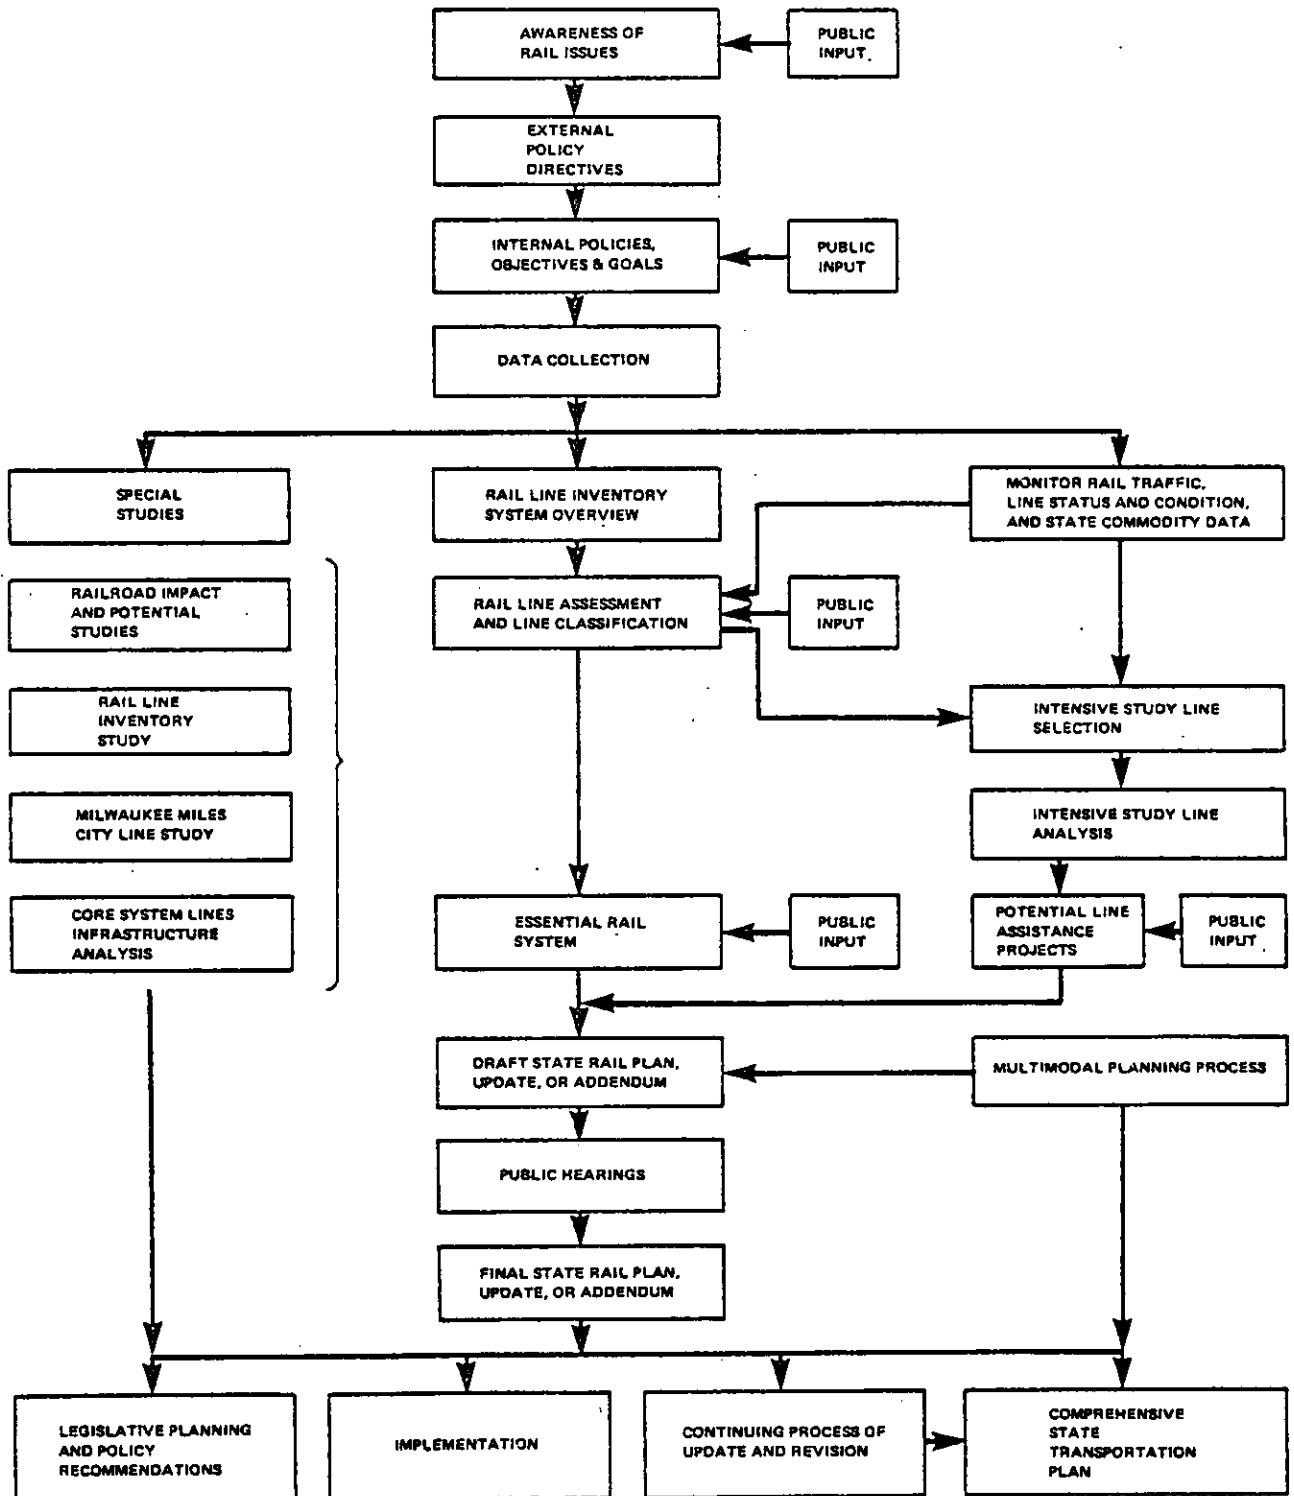 AWARENESS OF
RAIL ISSUES
PUBLIC
INPUT
EXTERNAL
POLICY
DIRECTIVES
INTERNAL POLICIES,
OBJECTIVES & GOALS
PUBLIC
INPUT
DATA COLLECTION
SPECIAL
STUDIES
RAIL LINE INVENTORY
SYSTEM OVERVIEW
MONITOR RAIL TRAFFIC,
LINE STATUS AND CONDITION,
AND STATE COMMODITY DATA
RAILROAD IMPACT
AND POTENTIAL
STUDIES
RAIL LINE ASSESSMENT
AND LINE CLASSIFICATION
PUBLIC
INPUT
RAIL LINE
INVENTORY
STUDY
INTENSIVE STUDY LINE
SELECTION
MILWAUKEE MILES
CITY LINE STUDY
INTENSIVE STUDY LINE
ANALYSIS
CORE SYSTEM LINES
INFRASTRUCTURE
ANALYSIS
ESSENTIAL RAIL
SYSTEM
PUBLIC
INPUT
POTENTIAL LINE
ASSISTANCE
PROJECTS
PUBLIC
INPUT
DRAFT STATE RAIL PLAN,
UPDATE, OR ADDENDUM
MULTIMODAL PLANNING PROCESS
PUBLIC HEARINGS
FINAL STATE RAIL PLAN,
UPDATE, OR ADDENDUM
LEGISLATIVE PLANNING
AND POLICY
RECOMMENDATIONS
IMPLEMENTATION
CONTINUING PROCESS OF
UPDATE AND REVISION
COMPREHENSIVE
STATE
TRANSPORTATION
PLAN